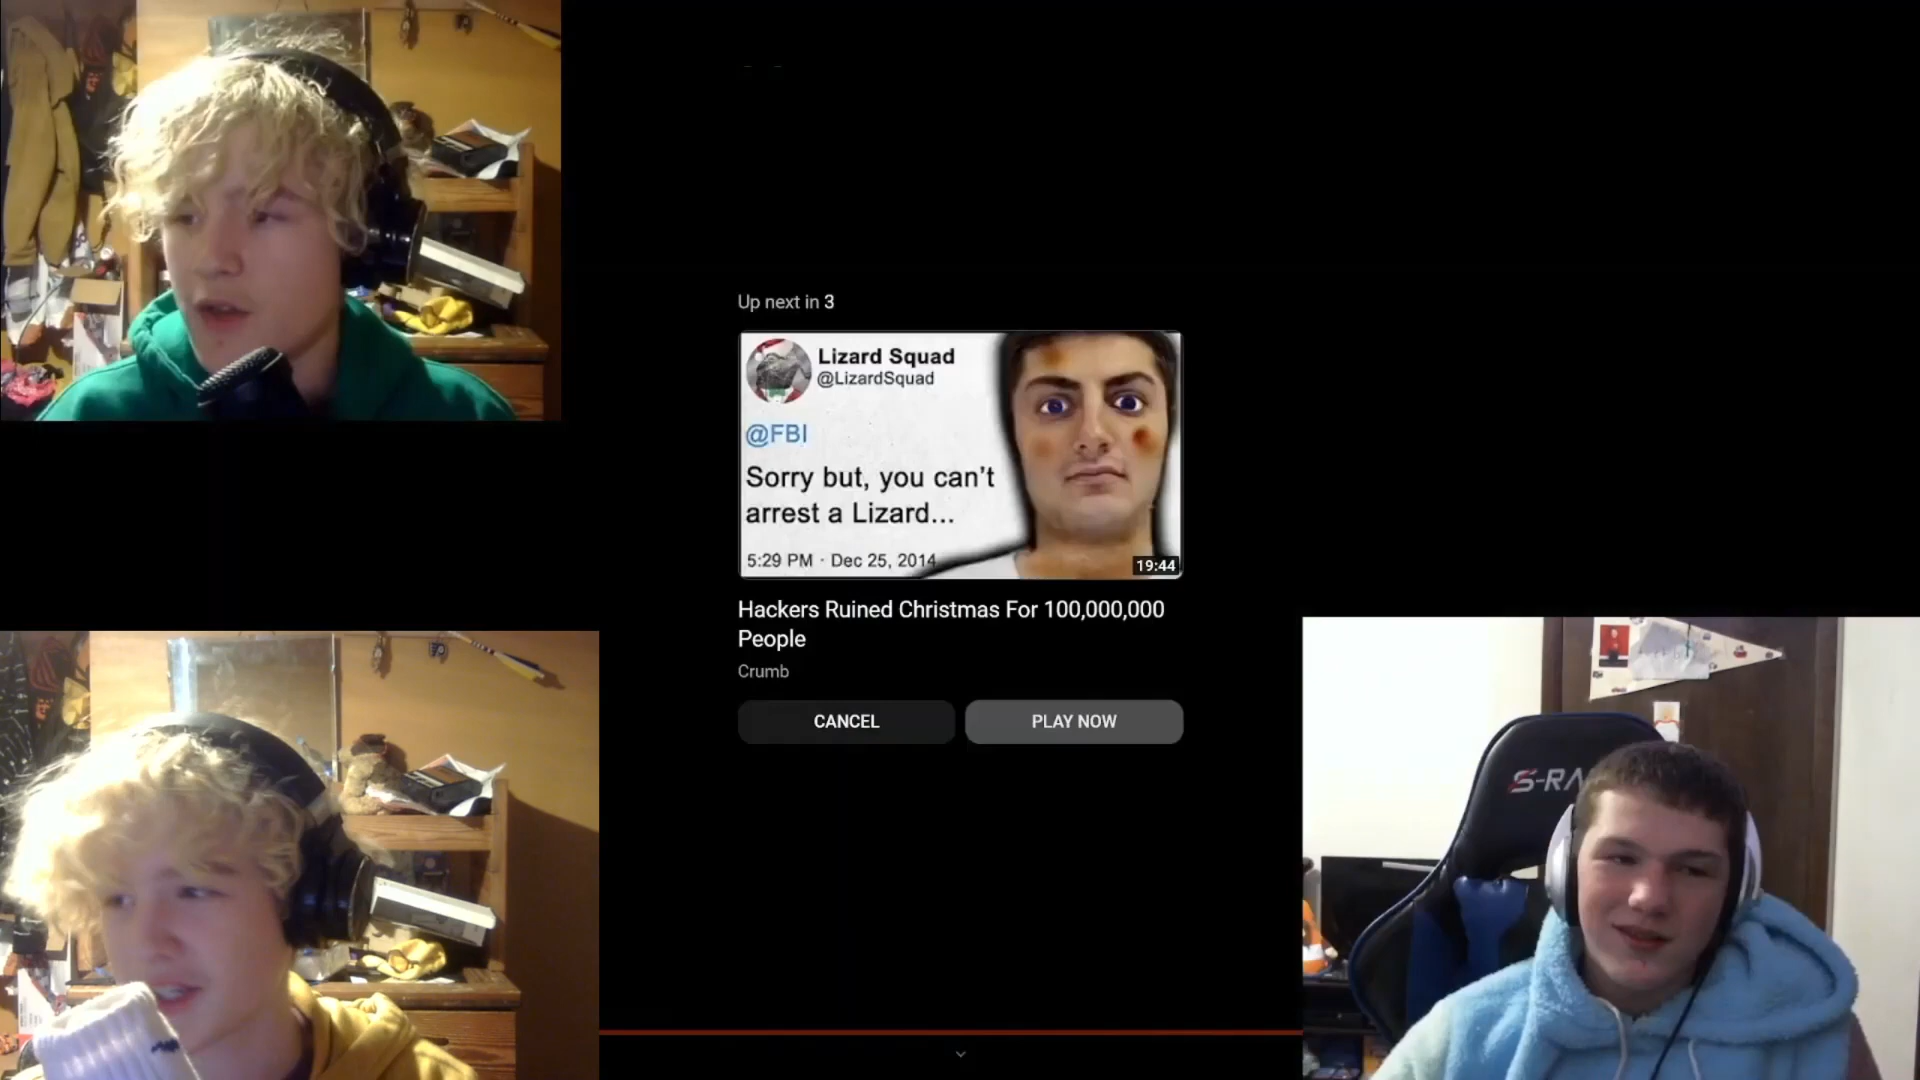 Up next in 3
Lizard Squad
@LizardSquad
@FBI
Sorry but, you can't
arrest a Lizard...
5:29 PM · Dec 25, 2014
19:44
Hackers Ruined Christmas For 100,000,000
People
Crumb
CANCEL
PLAY NOW
S-RA